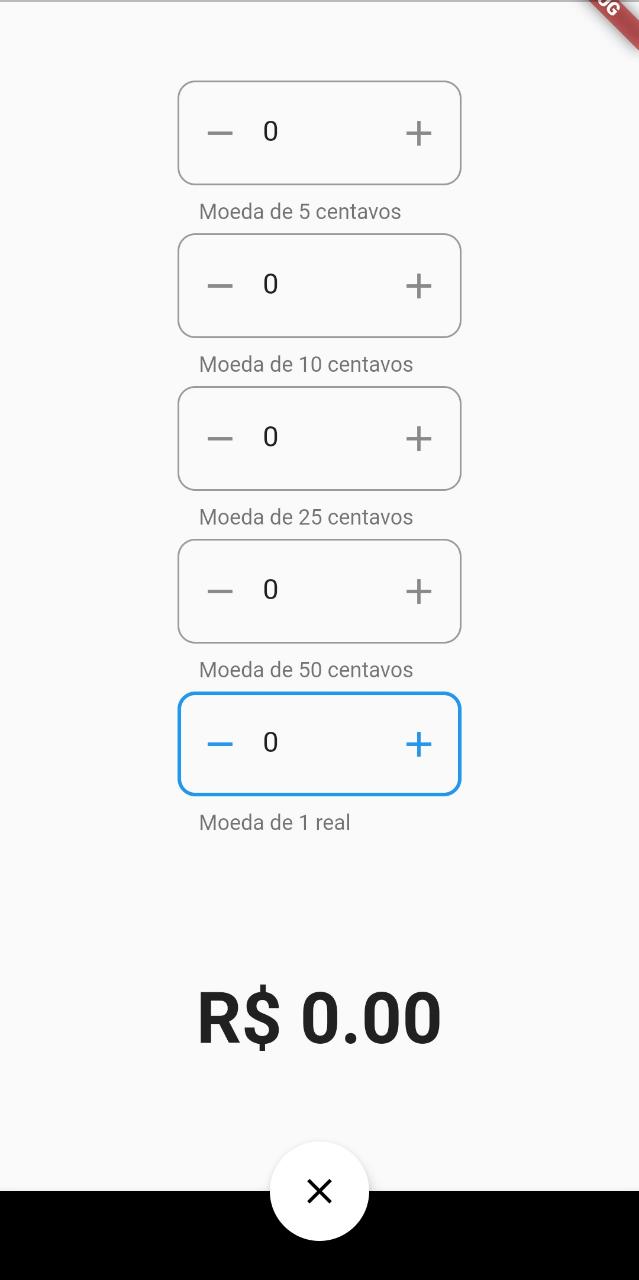 0
Moeda de 5 centavos
0
Moeda de 10 centavos
0
Moeda de 25 centavos
0
Moeda de 50 centavos
0
Moeda de 1 real
R$ 0.00